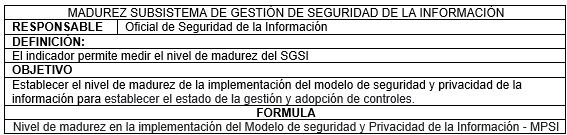 MADUREZ SUBSISTEMA DE GESTIÓN DE SEGURIDAD DE LA INFORMACIÓN
RESPONSABLE Oficial de Seguridad de la Información
DEFINICIÓN:
El indicador permite medir el nivel de madurez del SGSI
OBJETIVO
Establecer el nivel de madurez de la implementación del modelo de seguridad y privacidad de la
información para establecer el estado de la gestión y adopción de controles.
FORMULA
Nivel de madurez en la implementación del Modelo de seguridad y Privacidad de la Información - MPSI